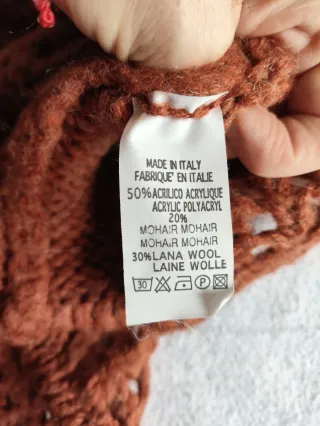 MADE IN ITALY
FABRIQUE' EN ITALIE
50% ACRILICO ACRYLIQUE
ACRYLIC POLYACRYL
20%
MOHAIR MOHAIR
MOHAIR MOHAIR
30% LANA WOOL
LAINE WOLLE
30 P